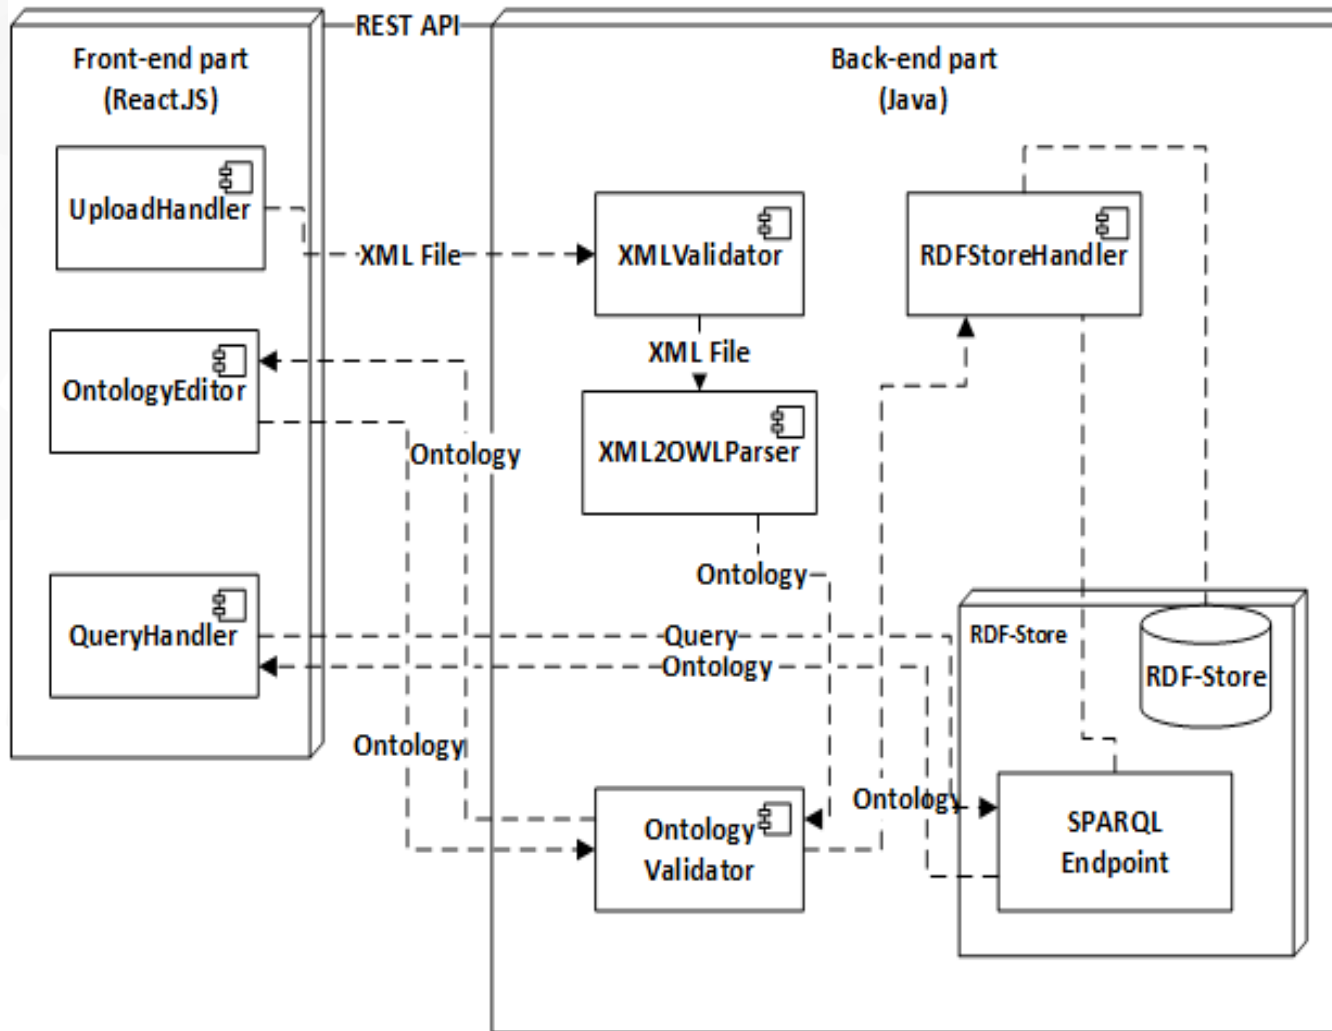 REST API
Front-end part
(React.JS)
Back-end part
(Java)
UploadHandler
XML File
XMLValidator
RDFStoreHandler
XML File
OntologyEditor
Ontology
XML2OWLParser
Ontology
QueryHandler
Query
Ontology
RDF-Store
RDF-Store
Ontology
Ontology
Ontology
Validator
SPARQL
Endpoint